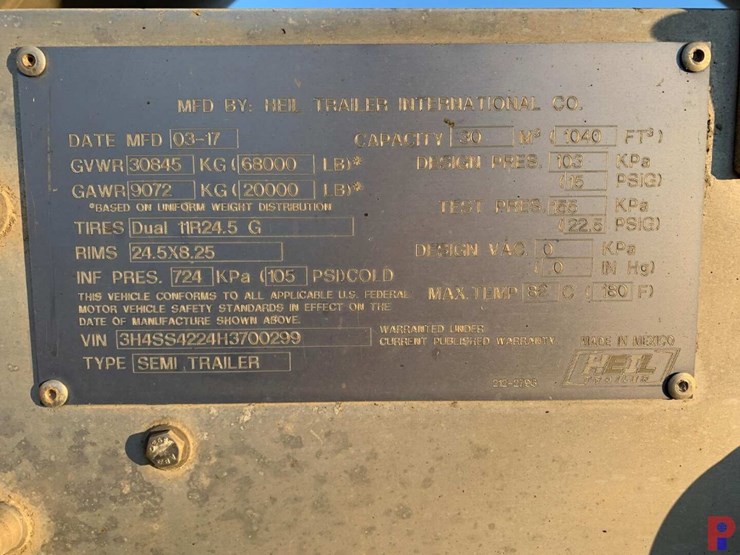 MFD BY: HEIL TRAILER INTERNATIONAL CO.
DATE MFD 03-17
CAPACITY 30 M³ (1040 FT³)
GVWR 30845 KG (68000 LB)*
DESIGN PRES. 103 KPa
GAWR 9072 KG (20000 LB)*
(15 PSIG)
*BASED ON UNIFORM WEIGHT DISTRIBUTION
TEST PRES. 155 KPa
TIRES Dual 11R24.5 G
(22.5 PSIG)
RIMS 24.5X8.25
DESIGN VAC 0 KPa
INF PRES. 724 KPa (105 PSI) COLD
(.0 IN Hg)
THIS VEHICLE CONFORMS TO ALL APPLICABLE U.S. FEDERAL
MOTOR VEHICLE SAFETY STANDARDS IN EFFECT ON THE
DATE OF MANUFACTURE SHOWN ABOVE.
MAX. TEMP 82 C (180 F)
VIN 3H4SS4224H3700299
WARRANTED UNDER
CURRENT PUBLISHED WARRANTY
MADE IN MEXICO
TYPE SEMI TRAILER
HEIL